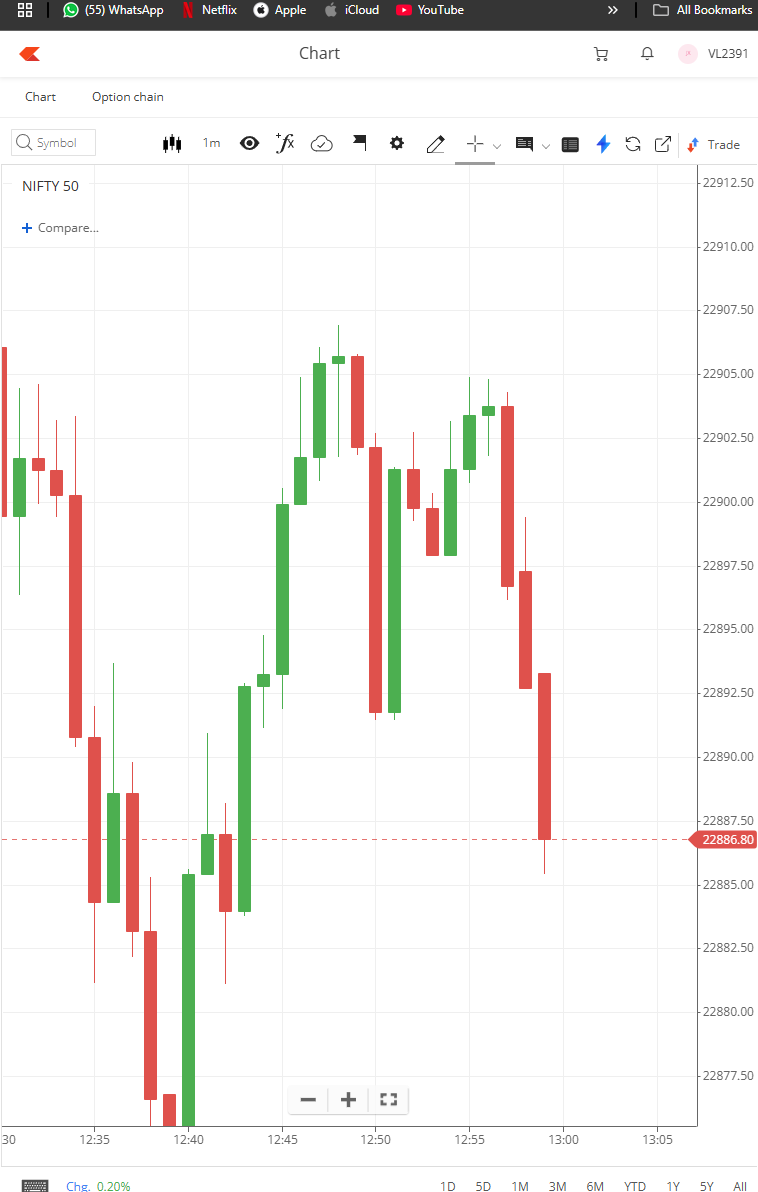 (55) WhatsApp Netflix Apple iCloud YouTube » All Bookmarks
Chart VL2391
Chart Option chain
Symbol 1m fx Trade
NIFTY 50
+ Compare...
22912.50
22910.00
22907.50
22905.00
22902.50
22900.00
22897.50
22895.00
22892.50
22890.00
22887.50
22886.80
22885.00
22882.50
22880.00
22877.50
30 12:35 12:40 12:45 12:50 12:55 13:00 13:05
Chg. 0.20% 1D 5D 1M 3M 6M YTD 1Y 5Y All